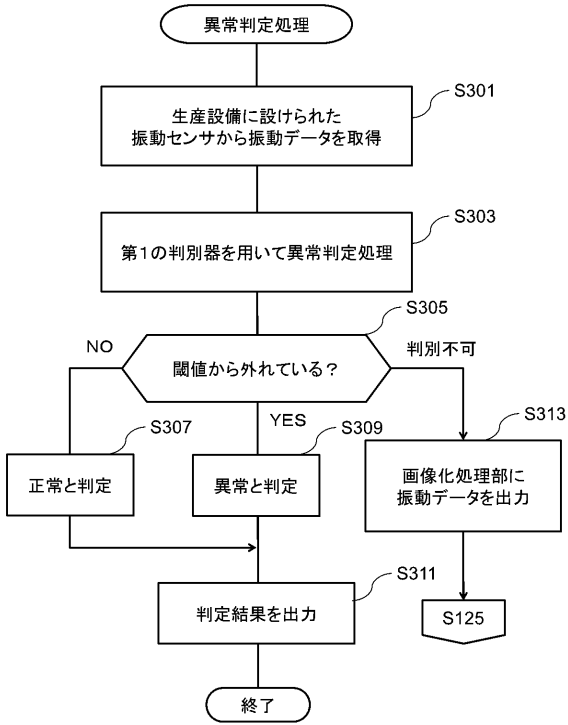 異常判定処理
S301
生産設備に設けられた
振動センサから振動データを取得
S303
第1の判別器を用いて異常判定処理
S305
NO
閾値から外れている?
判別不可
YES
S307
S309
S313
正常と判定
異常と判定
画像化処理部に
振動データを出力
S311
判定結果を出力
S125
終了